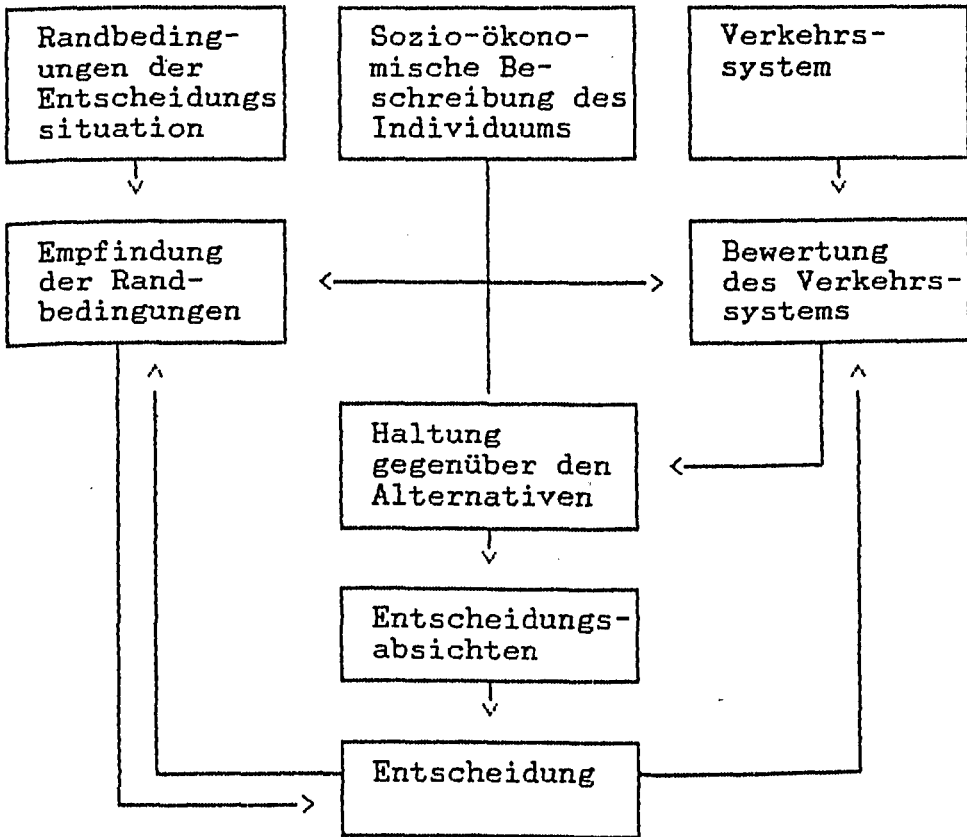 Randbeding-
ungen der
Entscheidungs
situation
Sozio-ökono-
mische Be-
schreibung des
Individuums
Verkehrs-
system
Empfindung
der Rand-
bedingungen
Bewertung
des Verkehrs-
systems
Haltung
gegenüber den
Alternativen
Entscheidungs-
absichten
Entscheidung